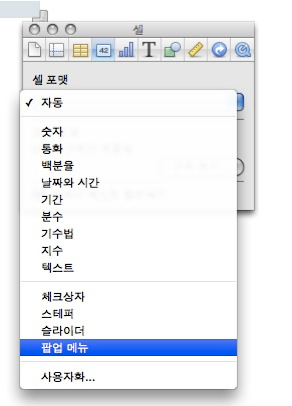 셀
42
T
셀 포맷
자동
숫자
통화
백분율
날짜와 시간
기간
분수
기수법
지수
텍스트
체크상자
스테퍼
슬라이더
팝업 메뉴
사용자화...